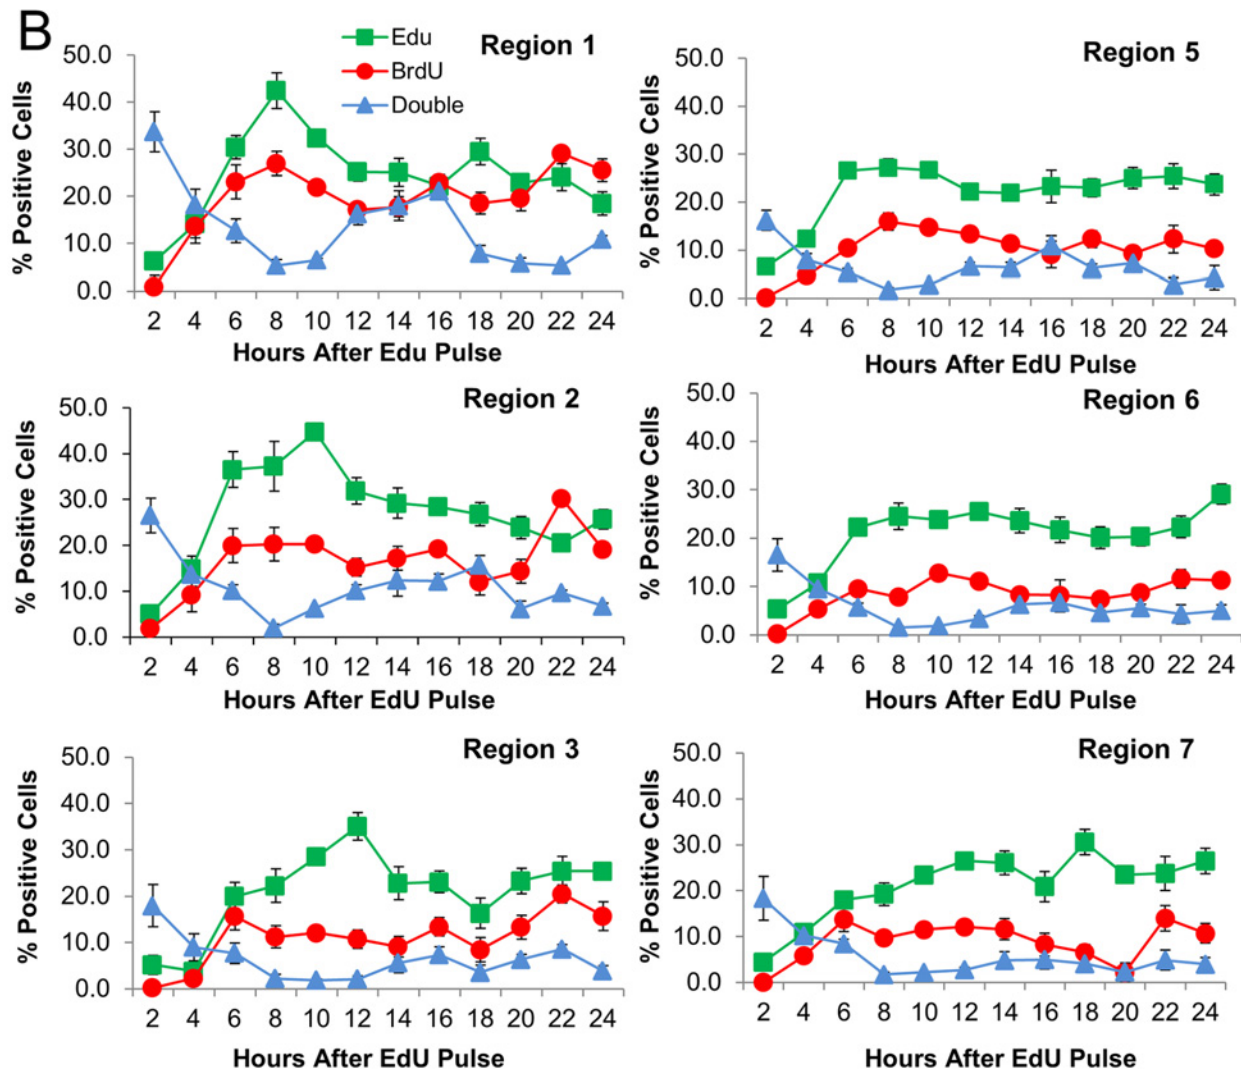 B
Edu
BrdU
Double
Region 1
50.0
40.0
30.0
20.0
10.0
0.0
% Positive Cells
2 4 6 8 10 12 14 16 18 20 22 24
Hours After Edu Pulse
Region 5
50.0
40.0
30.0
20.0
10.0
0.0
% Positive Cells
2 4 6 8 10 12 14 16 18 20 22 24
Hours After EdU Pulse
Region 2
50.0
40.0
30.0
20.0
10.0
0.0
% Positive Cells
2 4 6 8 10 12 14 16 18 20 22 24
Hours After EdU Pulse
Region 6
50.0
40.0
30.0
20.0
10.0
0.0
% Positive Cells
2 4 6 8 10 12 14 16 18 20 22 24
Hours After EdU Pulse
Region 3
50.0
40.0
30.0
20.0
10.0
0.0
% Positive Cells
2 4 6 8 10 12 14 16 18 20 22 24
Hours After EdU Pulse
Region 7
50.0
40.0
30.0
20.0
10.0
0.0
% Positive Cells
2 4 6 8 10 12 14 16 18 20 22 24
Hours After EdU Pulse